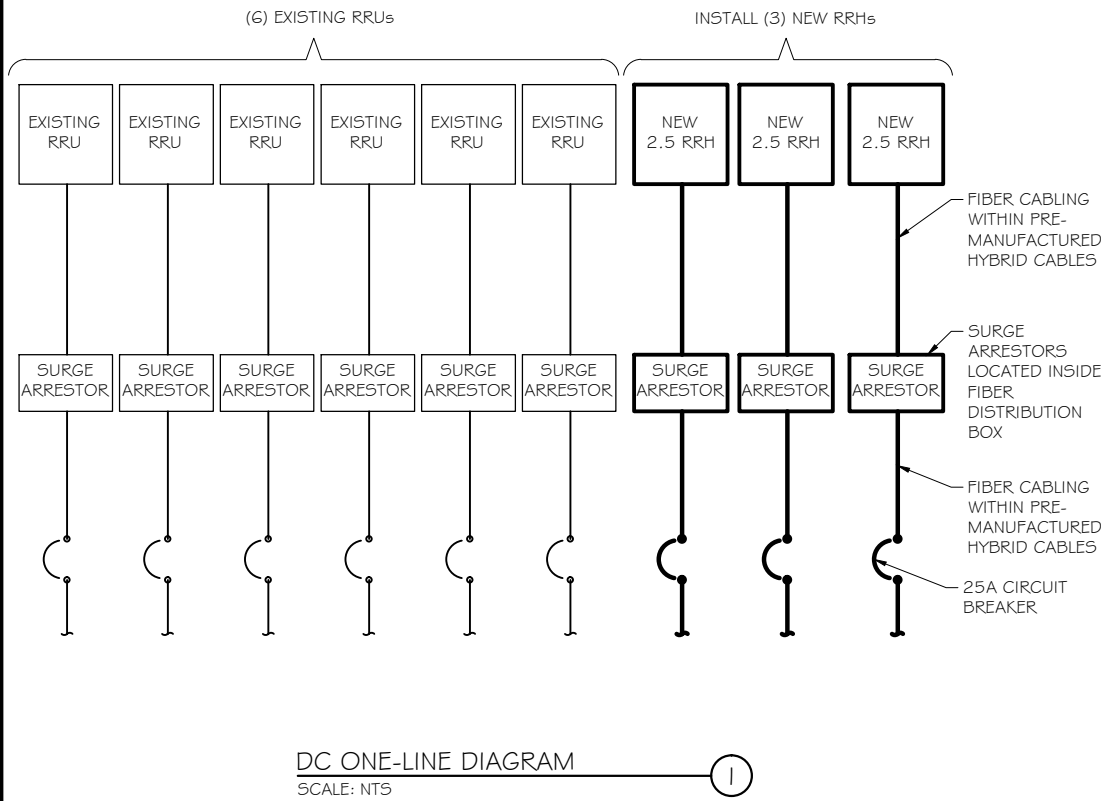 (6) EXISTING RRUs
INSTALL (3) NEW RRHs
EXISTING
RRU
EXISTING
RRU
EXISTING
RRU
EXISTING
RRU
EXISTING
RRU
EXISTING
RRU
NEW
2.5 RRH
NEW
2.5 RRH
NEW
2.5 RRH
FIBER CABLING
WITHIN PRE-
MANUFACTURED
HYBRID CABLES
SURGE
ARRESTOR
SURGE
ARRESTOR
SURGE
ARRESTOR
SURGE
ARRESTOR
SURGE
ARRESTOR
SURGE
ARRESTOR
SURGE
ARRESTOR
SURGE
ARRESTOR
SURGE
ARRESTOR
SURGE
ARRESTORS
LOCATED INSIDE
FIBER
DISTRIBUTION
BOX
FIBER CABLING
WITHIN PRE-
MANUFACTURED
HYBRID CABLES
25A CIRCUIT
BREAKER
DC ONE-LINE DIAGRAM
SCALE: NTS
1